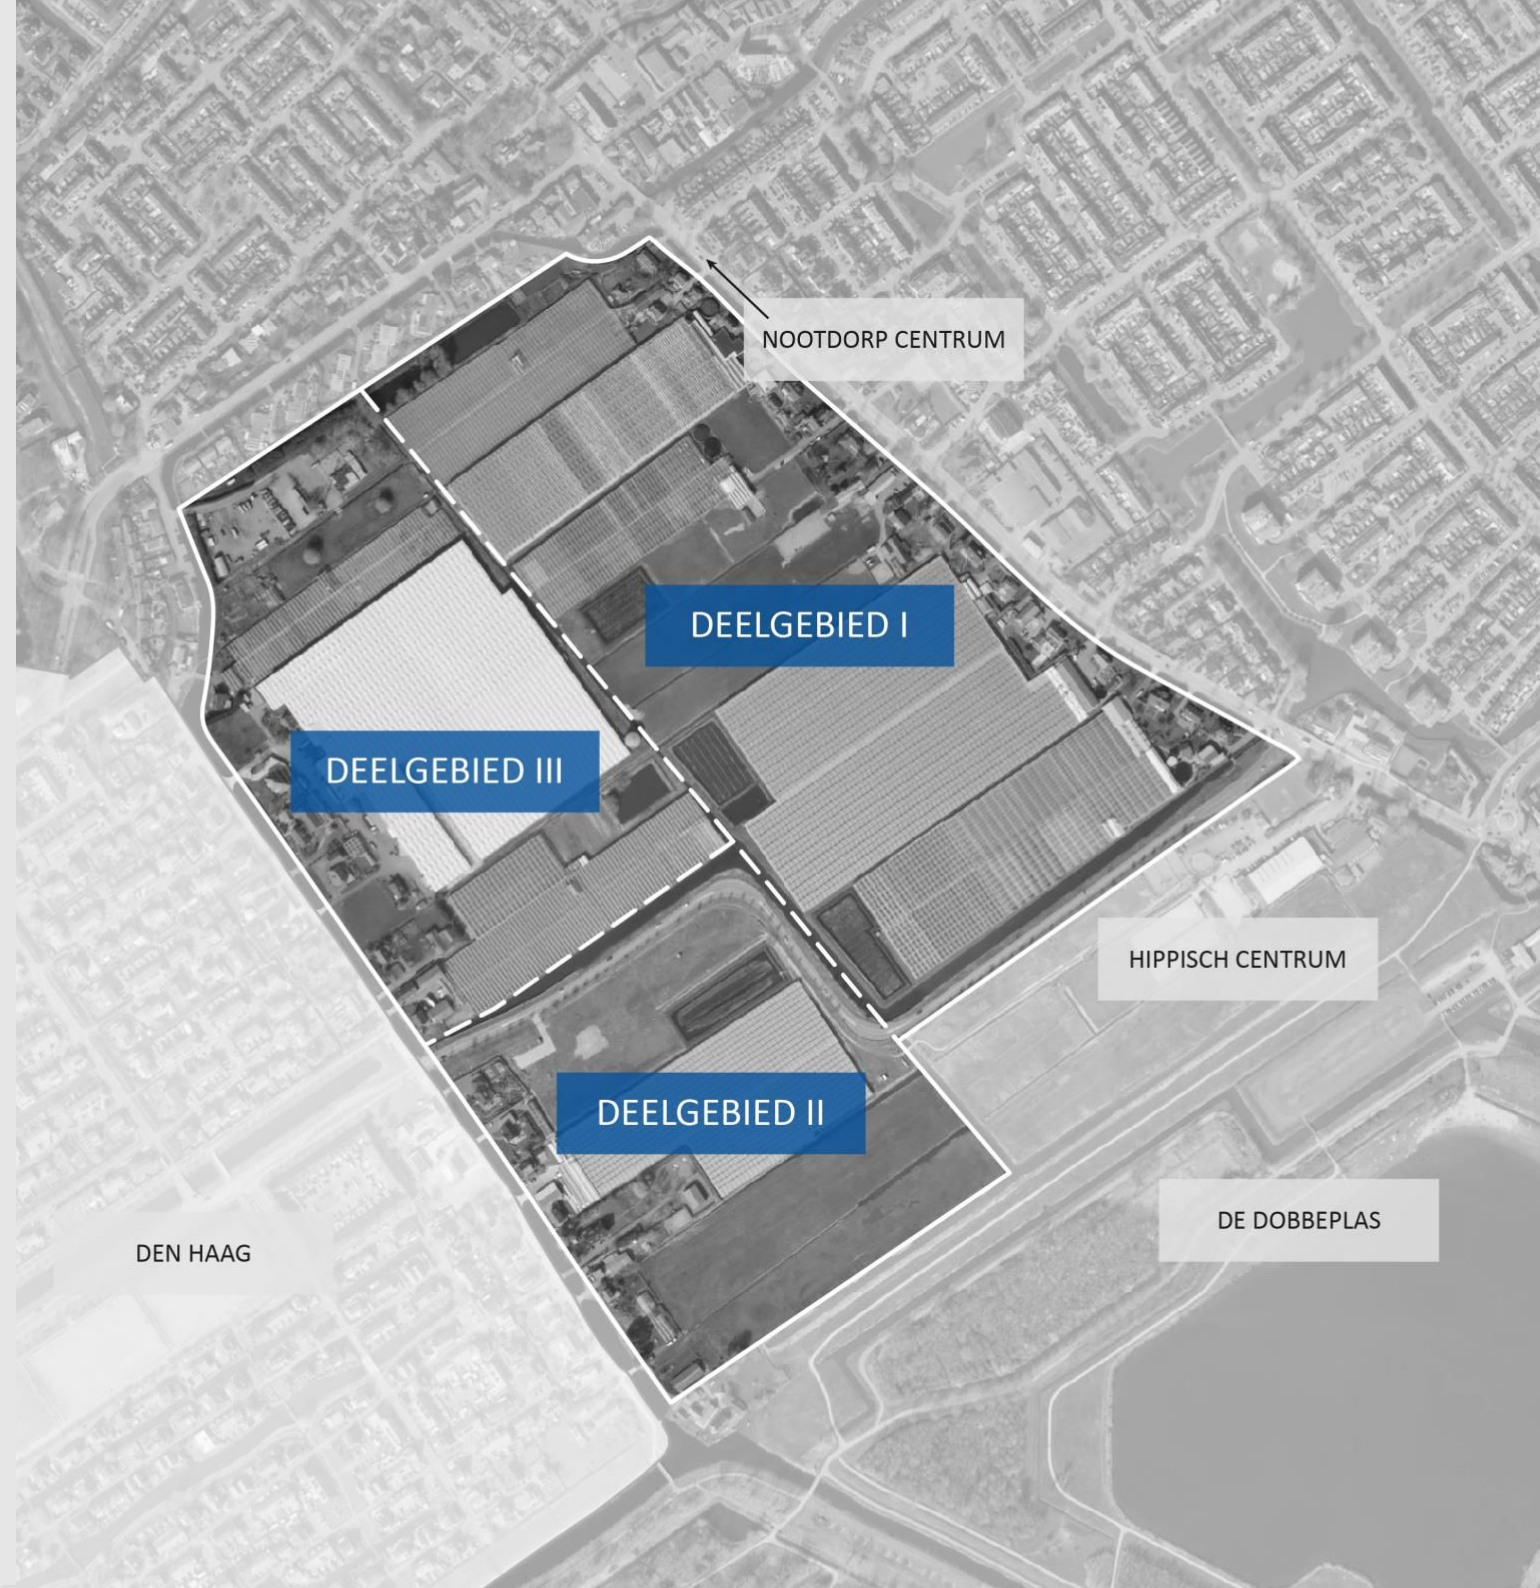 NOOTDORP CENTRUM
DEELGEBIED I
DEELGEBIED III
HIPPISCH CENTRUM
DEELGEBIED II
DE DOBBEPLAS
DEN HAAG